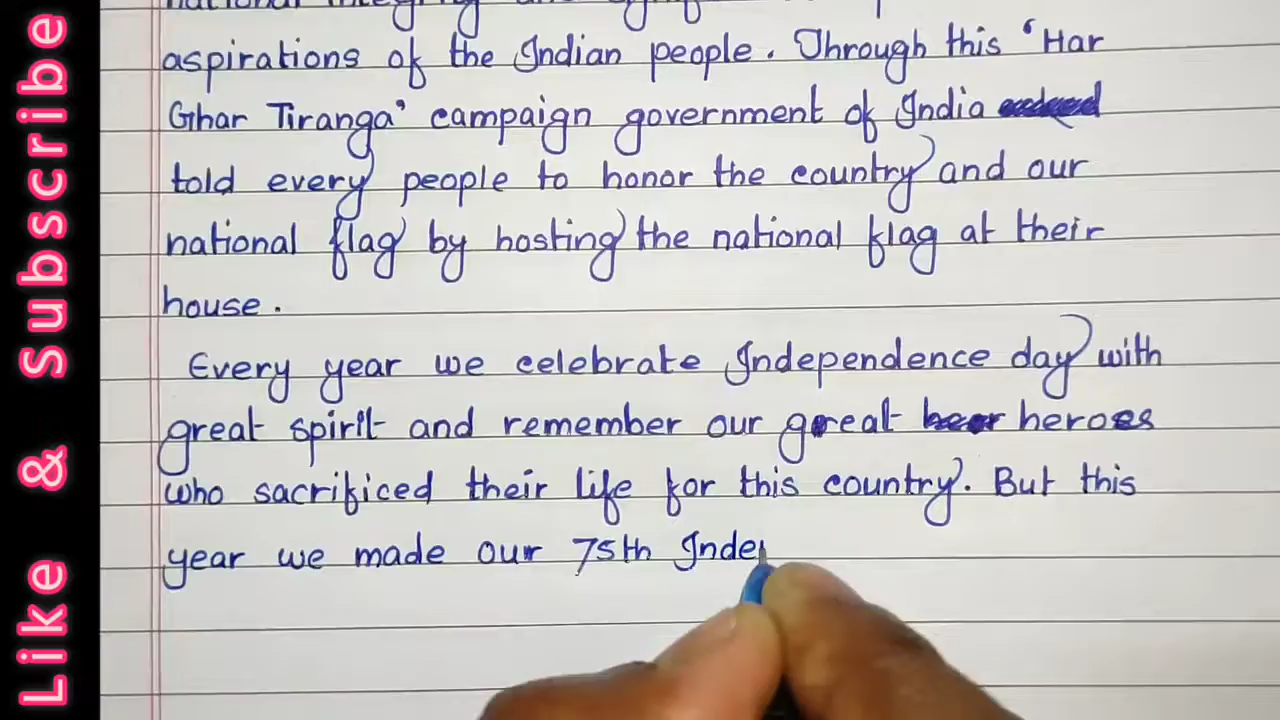 aspirations of the Indian people. Through this 'Har
Ghar Tiranga' campaign government of India
told every people to honor the country and our
national flag by hosting the national flag at their
house.
Every year we celebrate Independence day with
great spirit and remember our great heroes
who sacrificed their life for this country. But this
year we made our 75th Inde
Like & Subscribe